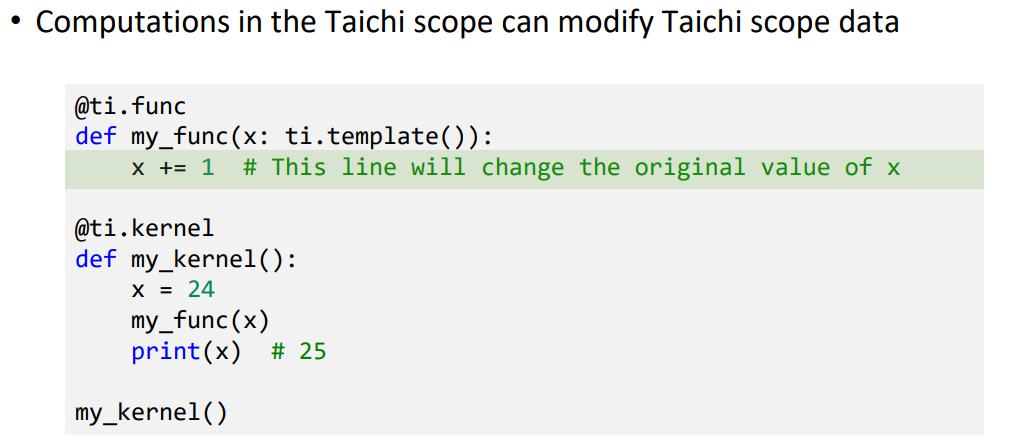 • Computations in the Taichi scope can modify Taichi scope data
@ti.func
def my_func(x: ti.template()):
    x += 1  # This line will change the original value of x
@ti.kernel
def my_kernel():
    x = 24
    my_func(x)
    print(x)  # 25
my_kernel()